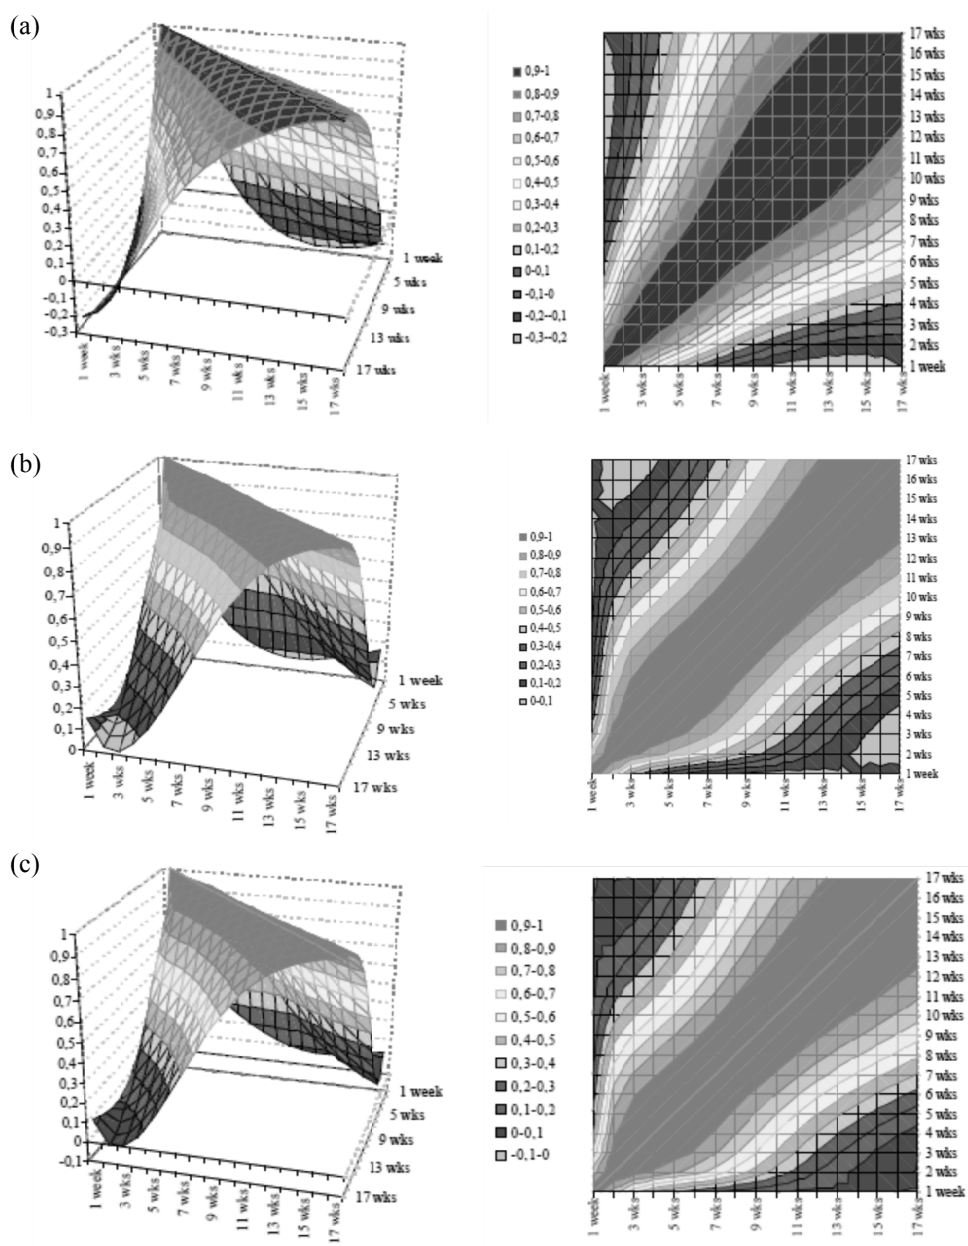 (a)
1
0,9
0,8
0,7
0,6
0,5
0,4
0,3
0,2
0,1
0
-0,1
-0,2
-0,3
1 week
3 wks
5 wks
7 wks
9 wks
11 wks
13 wks
15 wks
17 wks
1 week
5 wks
9 wks
13 wks
17 wks
0,9-1
0,8-0,9
0,7-0,8
0,6-0,7
0,5-0,6
0,4-0,5
0,3-0,4
0,2-0,3
0,1-0,2
0-0,1
-0,1-0
-0,2--0,1
-0,3--0,2
17 wks
16 wks
15 wks
14 wks
13 wks
12 wks
11 wks
10 wks
9 wks
8 wks
7 wks
6 wks
5 wks
4 wks
3 wks
2 wks
1 week
1 week
3 wks
5 wks
7 wks
9 wks
11 wks
13 wks
15 wks
17 wks
(b)
1
0,9
0,8
0,7
0,6
0,5
0,4
0,3
0,2
0,1
0
1 week
3 wks
5 wks
7 wks
9 wks
11 wks
13 wks
15 wks
17 wks
1 week
5 wks
9 wks
13 wks
17 wks
0,9-1
0,8-0,9
0,7-0,8
0,6-0,7
0,5-0,6
0,4-0,5
0,3-0,4
0,2-0,3
0,1-0,2
0-0,1
17 wks
16 wks
15 wks
14 wks
13 wks
12 wks
11 wks
10 wks
9 wks
8 wks
7 wks
6 wks
5 wks
4 wks
3 wks
2 wks
1 week
1 week
3 wks
5 wks
7 wks
9 wks
11 wks
13 wks
15 wks
17 wks
(c)
1
0,9
0,8
0,7
0,6
0,5
0,4
0,3
0,2
0,1
0
-0,1
1 week
3 wks
5 wks
7 wks
9 wks
11 wks
13 wks
15 wks
17 wks
1 week
5 wks
9 wks
13 wks
17 wks
0,9-1
0,8-0,9
0,7-0,8
0,6-0,7
0,5-0,6
0,4-0,5
0,3-0,4
0,2-0,3
0,1-0,2
0-0,1
-0,1-0
17 wks
16 wks
15 wks
14 wks
13 wks
12 wks
11 wks
10 wks
9 wks
8 wks
7 wks
6 wks
5 wks
4 wks
3 wks
2 wks
1 week
1 week
3 wks
5 wks
7 wks
9 wks
11 wks
13 wks
15 wks
17 wks